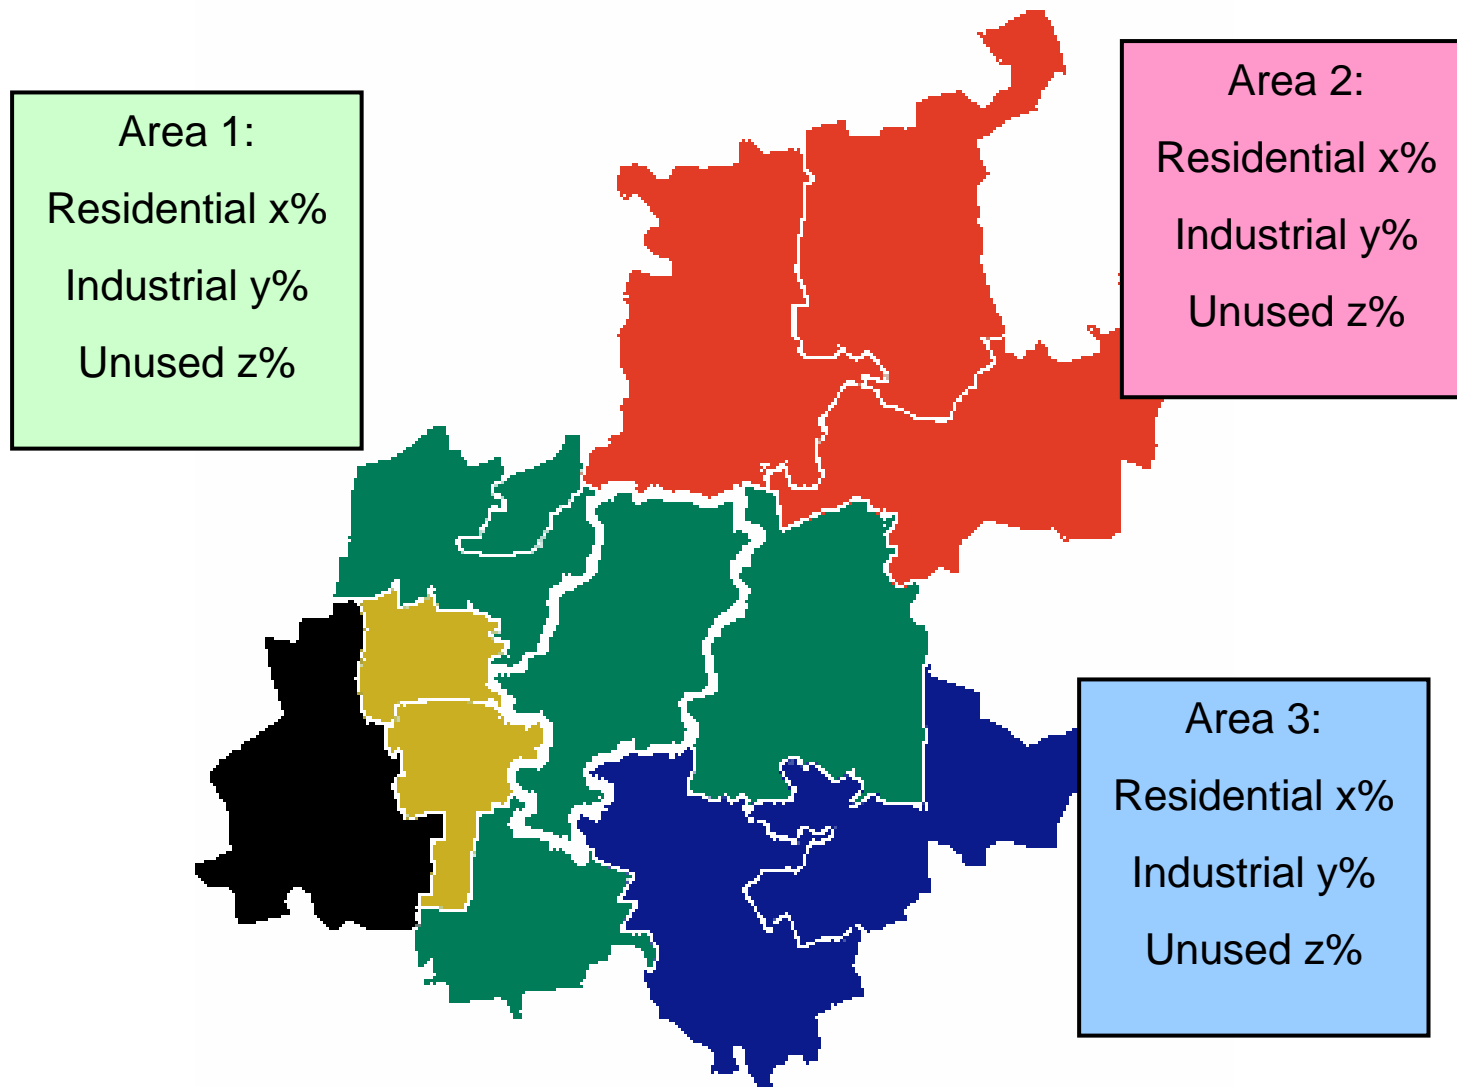 Area 1:
Residential x%
Industrial y%
Unused z%
Area 2:
Residential x%
Industrial y%
Unused z%
Area 3:
Residential x%
Industrial y%
Unused z%